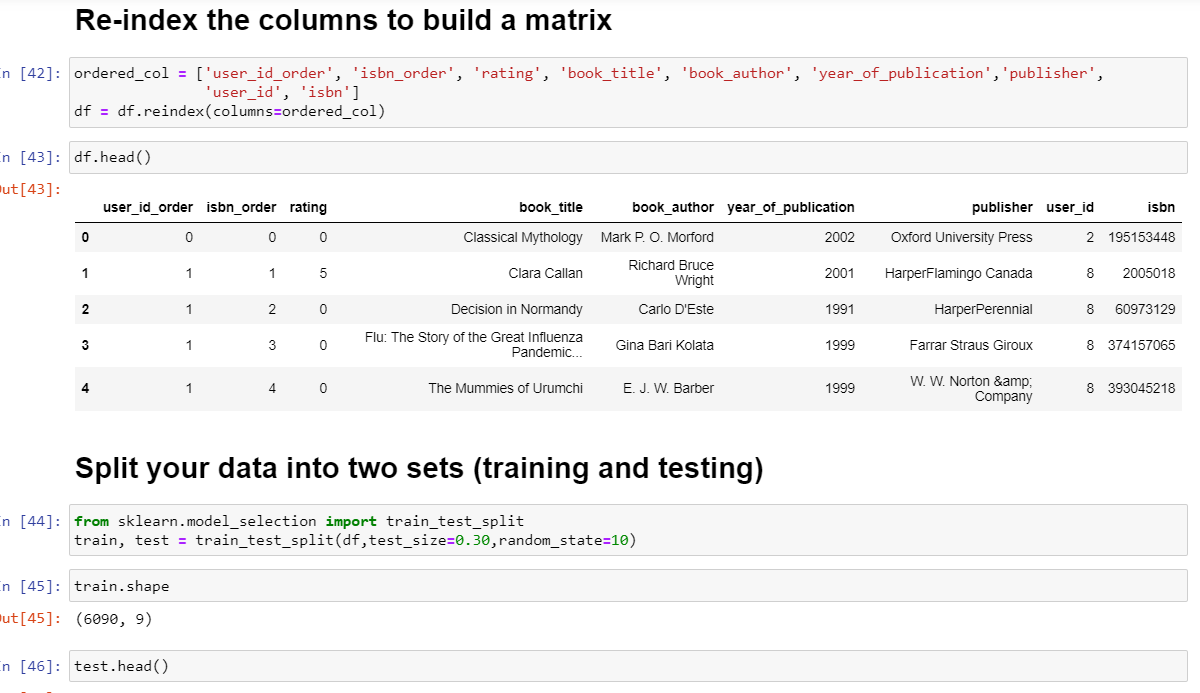 Re-index the columns to build a matrix
n [42]: ordered_col = ['user_id_order', 'isbn_order', 'rating', 'book_title', 'book_author', 'year_of_publication','publisher',
'user_id', 'isbn']
df = df.reindex(columns=ordered_col)
n [43]: df.head()
ut[43]:
user_id_order isbn_order rating book_title book_author year_of_publication publisher user_id isbn
0 0 0 0 Classical Mythology Mark P. O. Morford 2002 Oxford University Press 2 195153448
1 1 1 5 Clara Callan Richard Bruce Wright 2001 HarperFlamingo Canada 8 2005018
2 1 2 0 Decision in Normandy Carlo D'Este 1991 HarperPerennial 8 60973129
3 1 3 0 Flu: The Story of the Great Influenza Pandemic... Gina Bari Kolata 1999 Farrar Straus Giroux 8 374157065
4 1 4 0 The Mummies of Urumchi E. J. W. Barber 1999 W. W. Norton &amp; Company 8 393045218
Split your data into two sets (training and testing)
n [44]: from sklearn.model_selection import train_test_split
train, test = train_test_split(df,test_size=0.30,random_state=10)
n [45]: train.shape
ut[45]: (6090, 9)
n [46]: test.head()